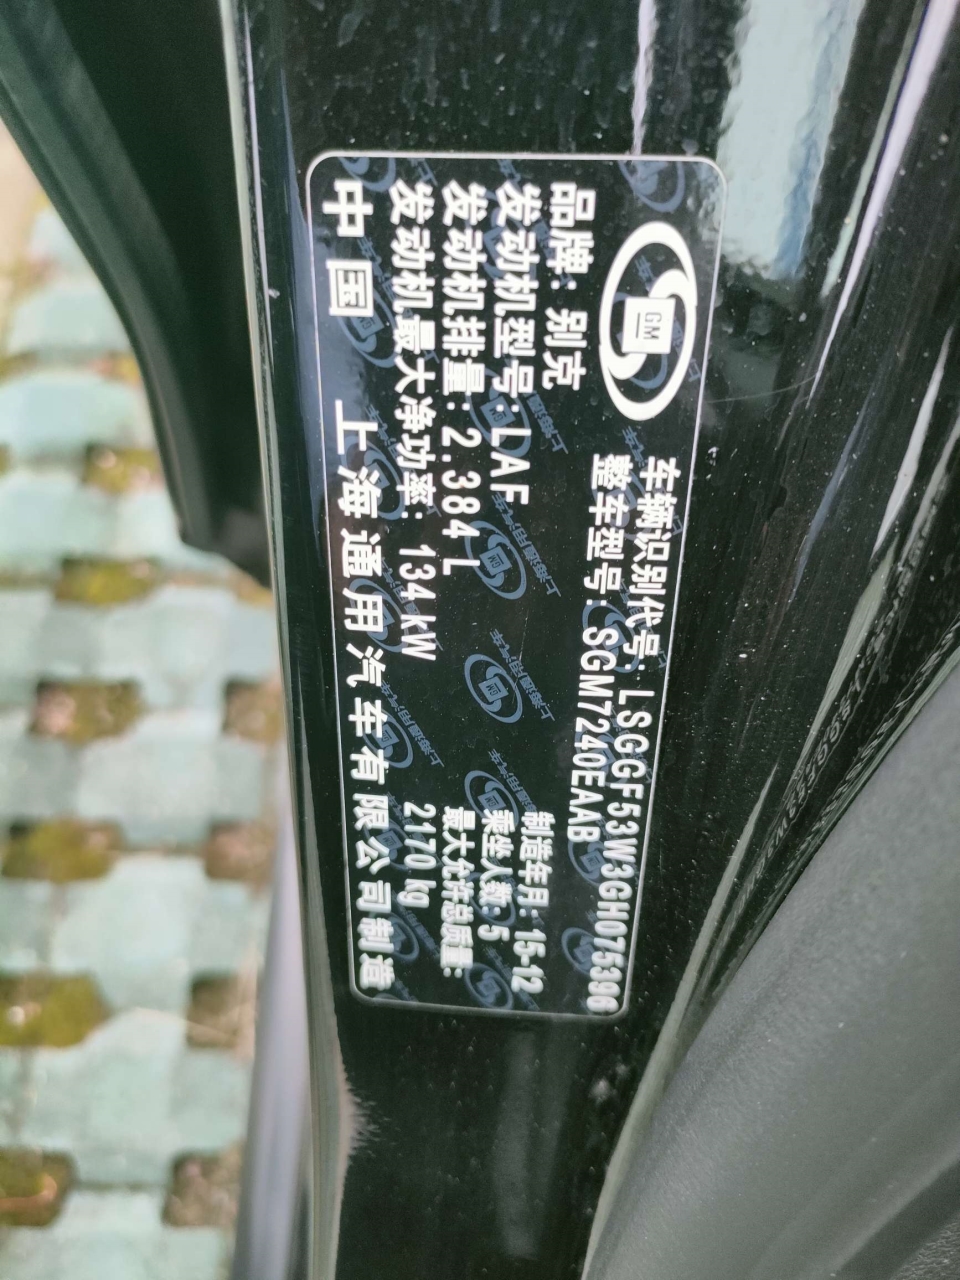 GM
车辆识别代号: LSGGF53W3GH075396
整车型号: SGM7240EAAB
品牌: 别克
发动机型号: LAF
制造年月: 15-12
发动机排量: 2.384 L
乘坐人数: 5
发动机最大净功率: 134 kW
最大允许总质量:
2170 kg
中国 上海通用汽车有限公司制造